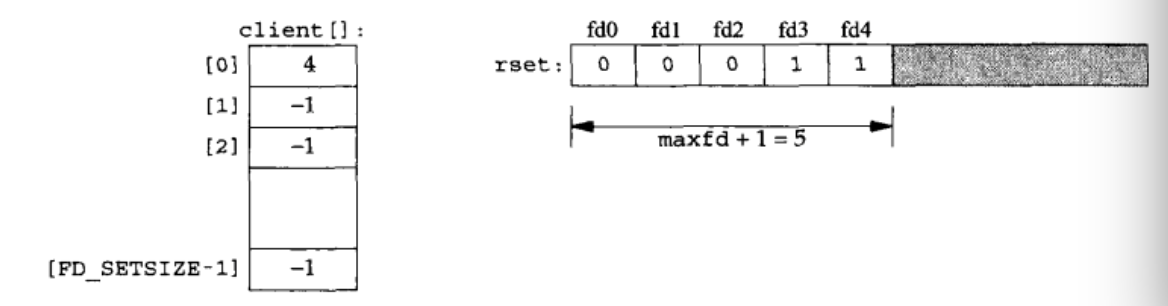 client[]:
[0] 4
[1] -1
[2] -1
[FD_SETSIZE-1] -1
fd0 fd1 fd2 fd3 fd4
rset: 0 0 0 1 1
maxfd + 1 = 5